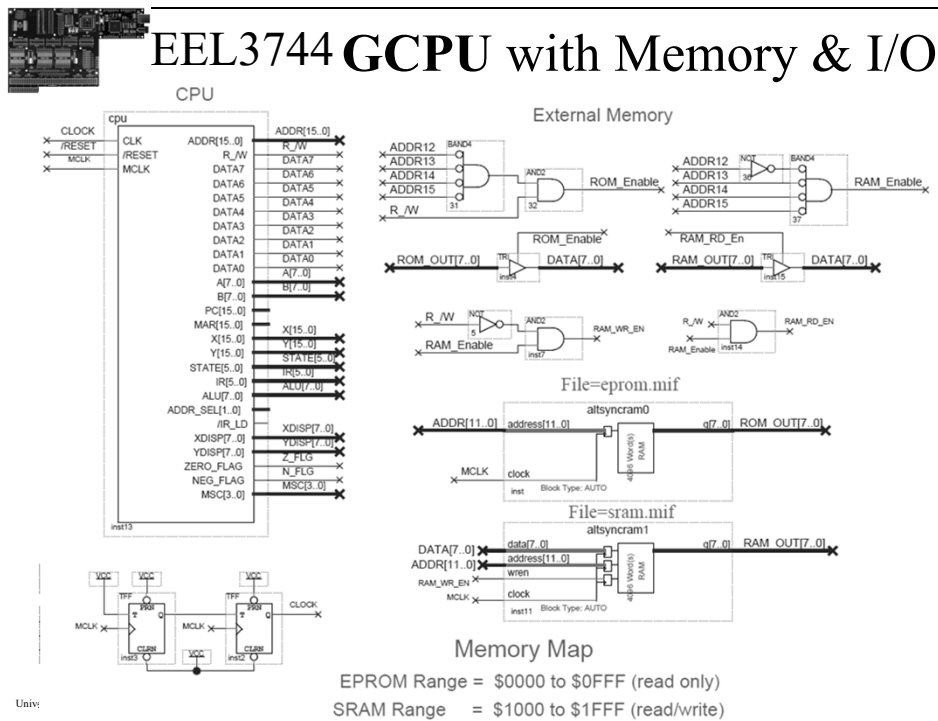 EEL3744 GCPU with Memory & I/O
CPU
cpu
CLOCK
/RESET
MCLK
CLK
/RESET
MCLK
ADDR[15..0]
R_/W
DATA7
DATA6
DATA5
DATA4
DATA3
DATA2
DATA1
DATA0
A[7..0]
B[7..0]
PC[15..0]
MAR[15..0]
X[15..0]
Y[15..0]
STATE[5..0]
IR[5..0]
ALU[7..0]
ADDR_SEL[1..0]
/IR_LD
XDISP[7..0]
YDISP[7..0]
ZERO_FLAG
NEG_FLAG
MSC[3..0]
ADDR[15..0]
R_/W
DATA7
DATA6
DATA5
DATA4
DATA3
DATA2
DATA1
DATA0
A[7..0]
B[7..0]
X[15..0]
Y[15..0]
STATE[5..0]
IR[5..0]
ALU[7..0]
XDISP[7..0]
YDISP[7..0]
Z_FLG
N_FLG
MSC[3..0]
inst13
External Memory
ADDR12
ADDR13
ADDR14
ADDR15
R_/W
BAND4
31
AND2
32
ROM_Enable
ADDR12
ADDR13
ADDR14
ADDR15
NOT
36
BAND4
37
RAM_Enable
ROM_Enable
ROM_OUT[7..0]
TRI
inst4
DATA[7..0]
RAM_RD_En
RAM_OUT[7..0]
TRI
inst15
DATA[7..0]
R_/W
NOT
5
RAM_Enable
AND2
inst7
RAM_WR_EN
R_/W
RAM_Enable
AND2
inst14
RAM_RD_EN
File=eprom.mif
altsyncram0
ADDR[11..0]
address[11..0]
q[7..0]
ROM_OUT[7..0]
4096 Word(s)
RAM
MCLK
clock
inst
Block Type: AUTO
File=sram.mif
altsyncram1
DATA[7..0]
data[7..0]
q[7..0]
RAM_OUT[7..0]
ADDR[11..0]
address[11..0]
RAM_WR_EN
wren
4096 Word(s)
RAM
MCLK
clock
inst11
Block Type: AUTO
VCC
VCC
VCC
TFF
PRN
T
Q
CLRN
MCLK
inst3
TFF
PRN
T
Q
CLRN
MCLK
inst2
CLOCK
VCC
Memory Map
EPROM Range = $0000 to $0FFF (read only)
SRAM Range = $1000 to $1FFF (read/write)